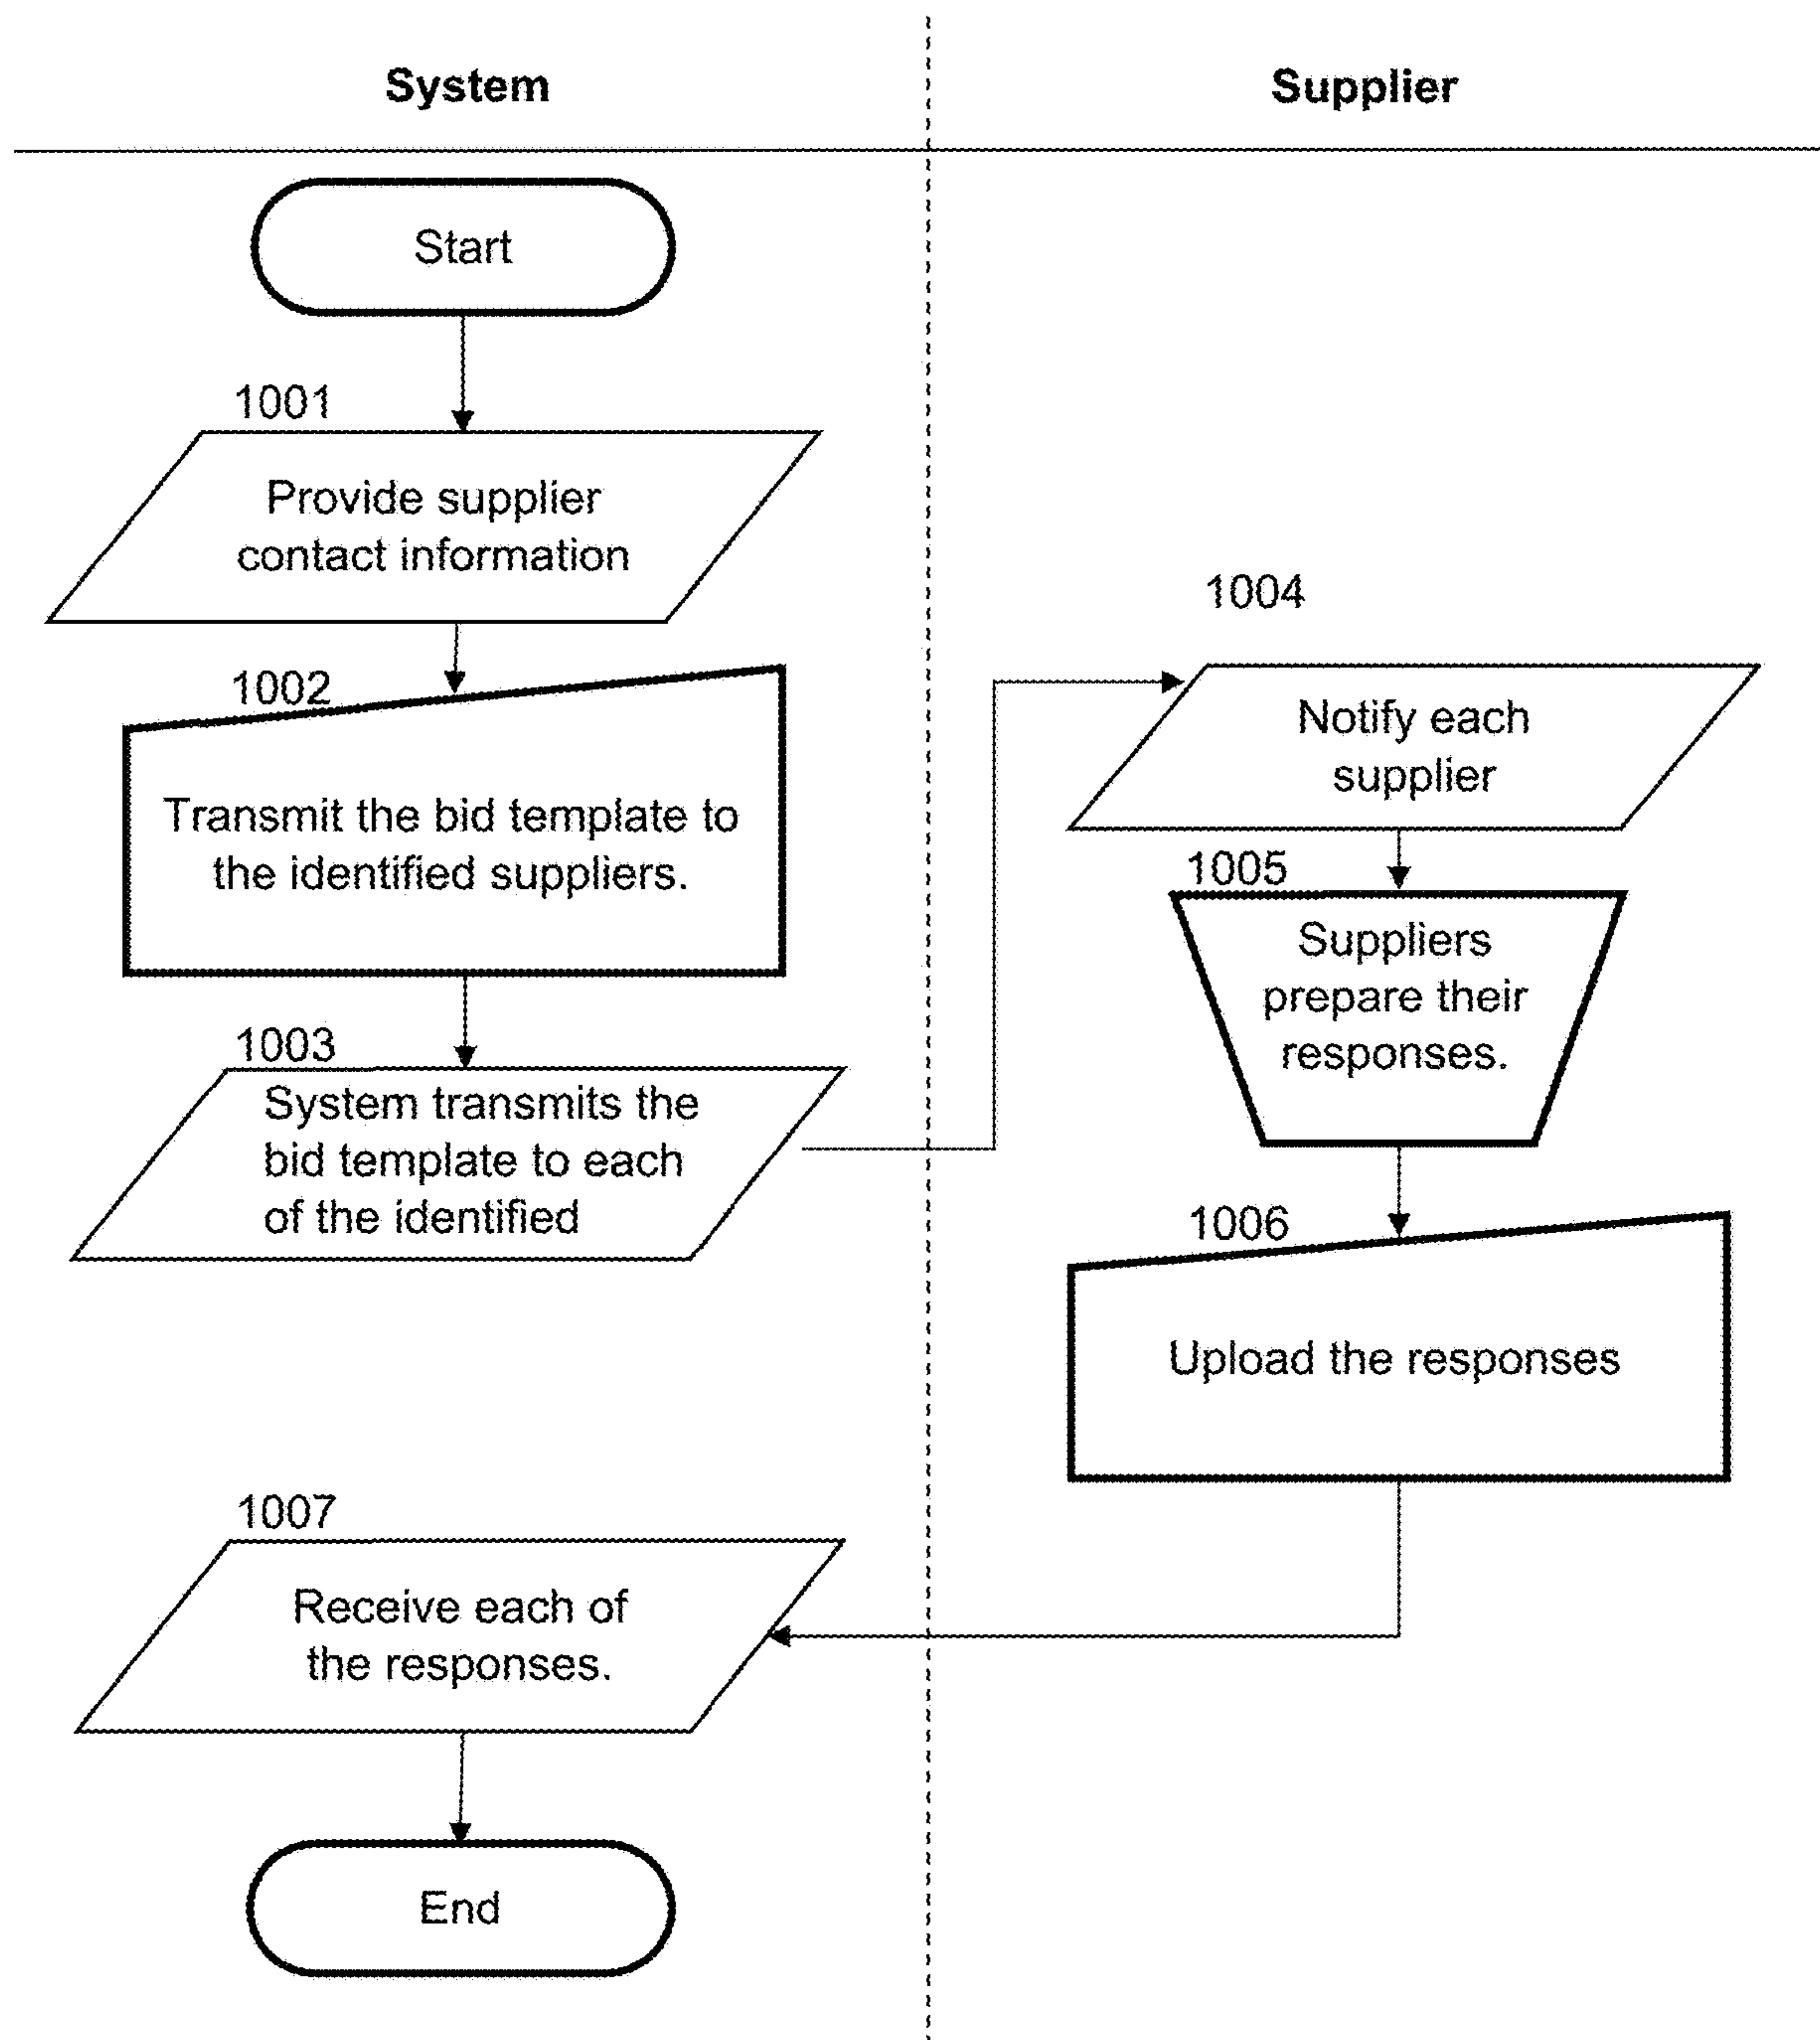 System
Supplier
Start
1001
Provide supplier
contact information
1002
Transmit the bid template to
the identified suppliers.
1003
System transmits the
bid template to each
of the identified
1004
Notify each
supplier
1005
Suppliers
prepare their
responses.
1006
Upload the responses
1007
Receive each of
the responses.
End